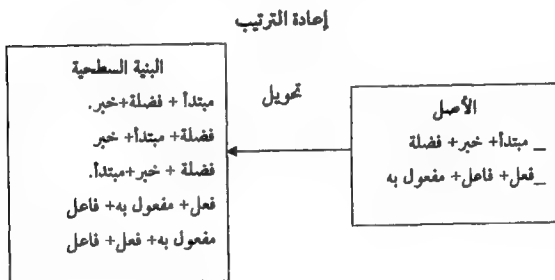 إعادة الترتيب
الأصل
_ مبتدأ+ خبر+ فضلة
_فعل+ فاعل+ مفعول به
تحويل
البنية السطحية
مبتدأ + فضلة+خبر.
فضلة+ مبتدأ+ خبر
فضلة + خبر+مبتدأ.
فعل+ مفعول به+ فاعل
مفعول به+ فعل+ فاعل